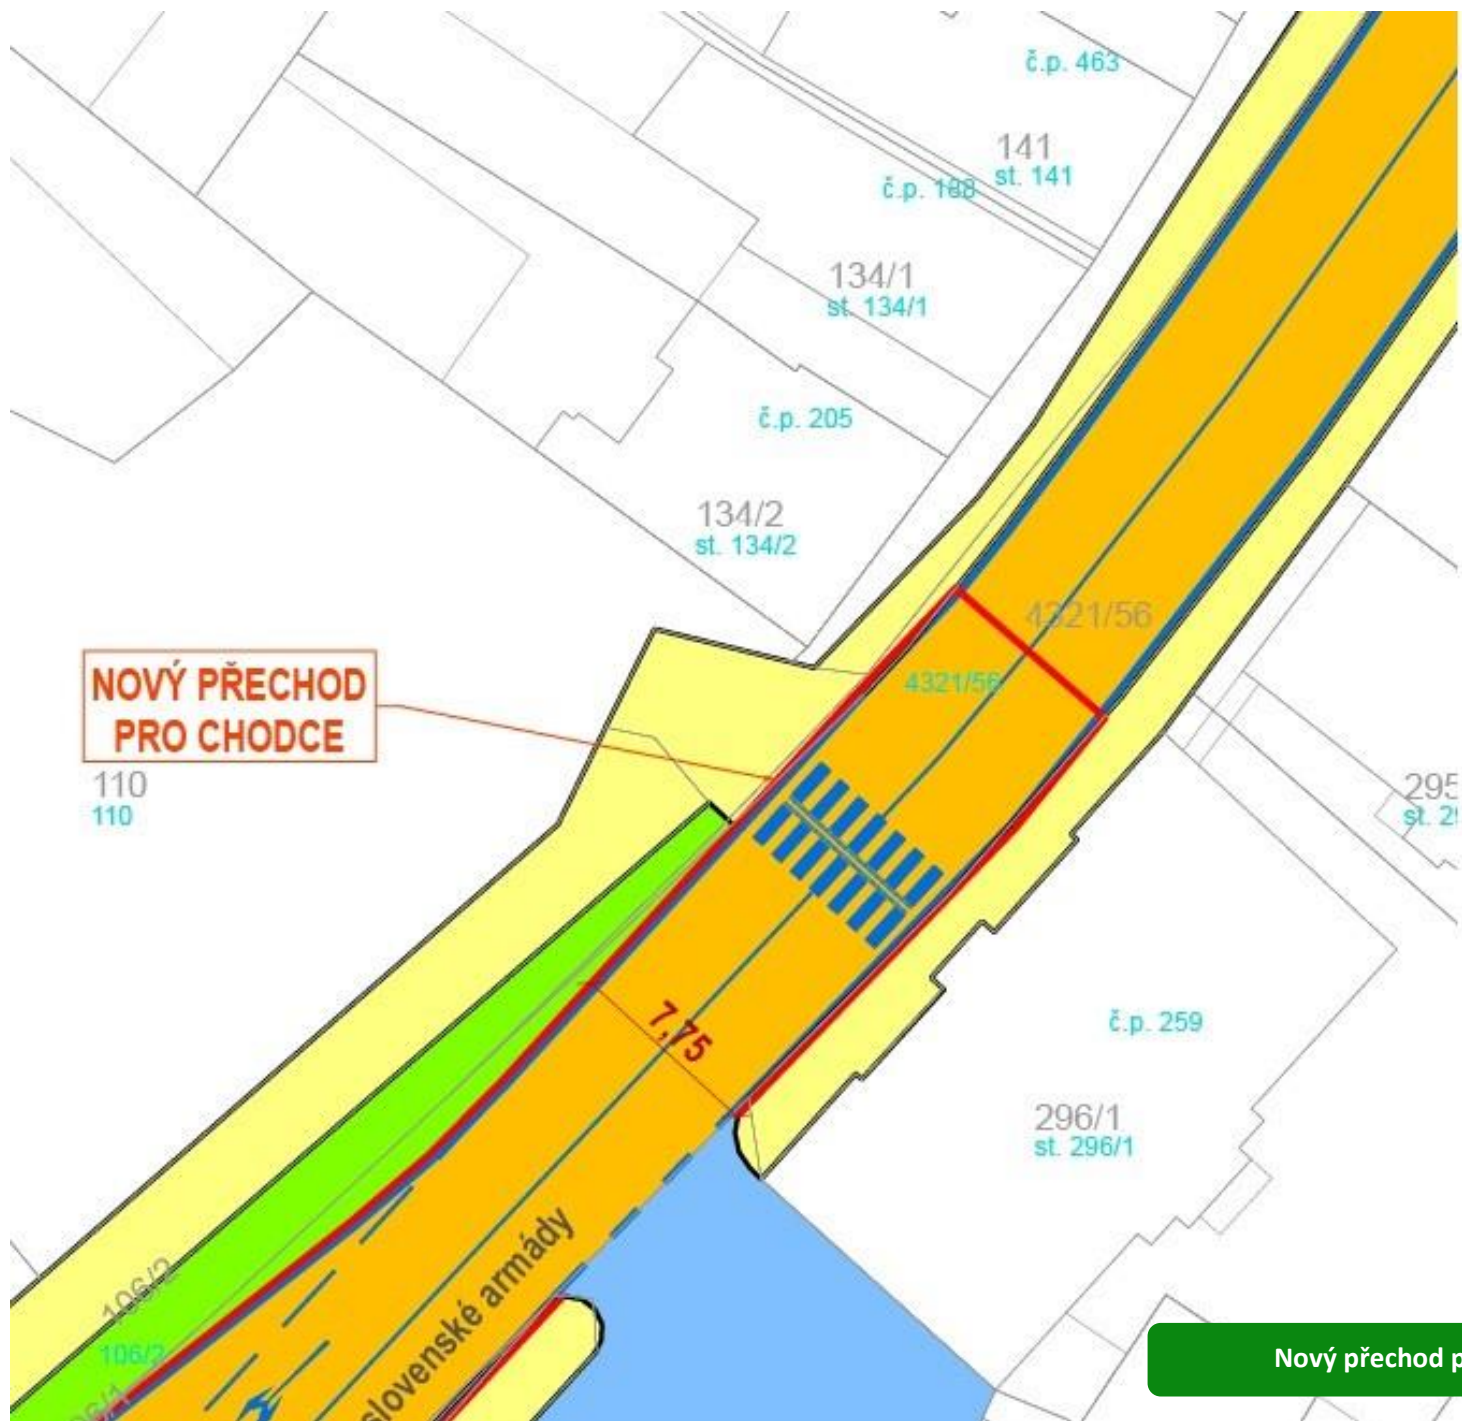 č.p. 463
141
st. 141
č.p. 188
134/1
st. 134/1
č.p. 205
134/2
st. 134/2
4321/56
4321/56
NOVÝ PŘECHOD
PRO CHODCE
110
110
295
st. 29
7,75
č.p. 259
296/1
st. 296/1
slovenské armády
106/2
106/2
Nový přechod p